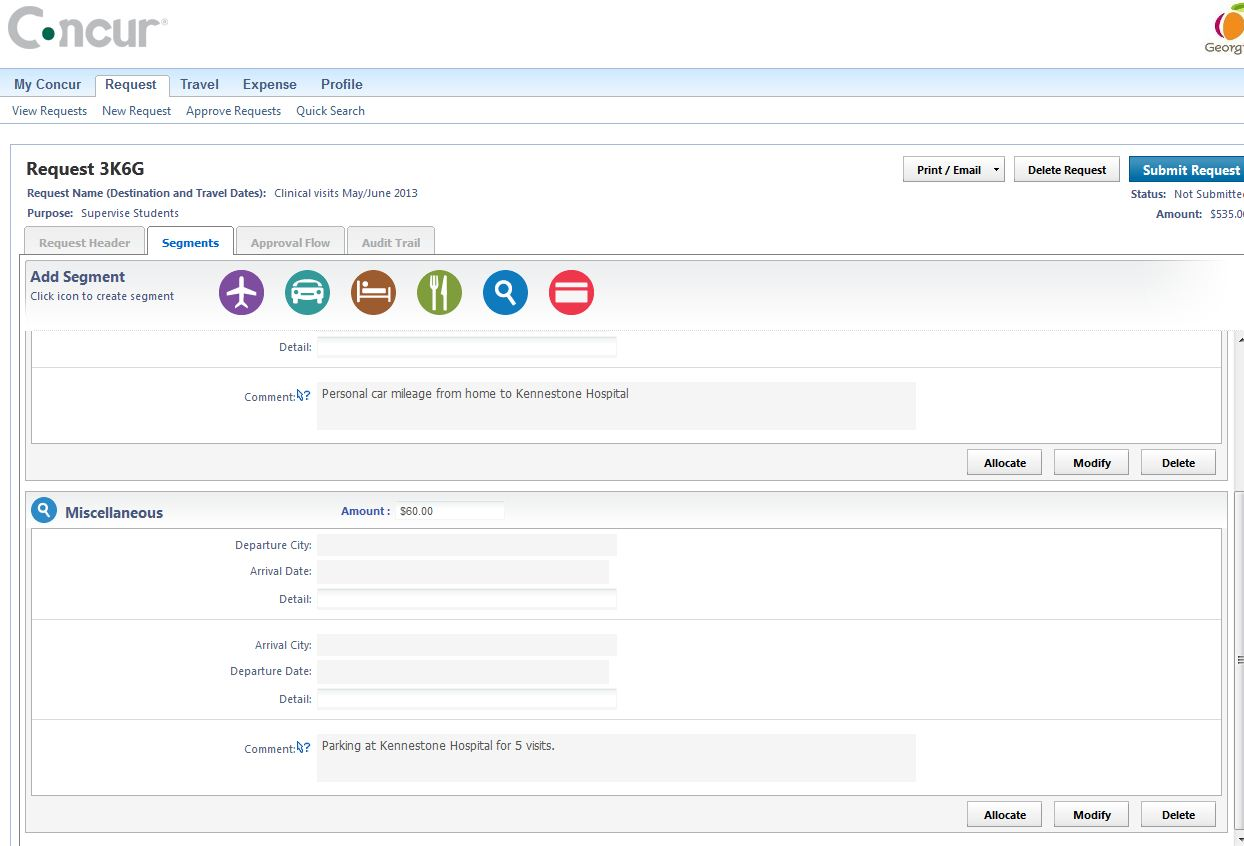 Concur®
Georg
My Concur Request Travel Expense Profile
View Requests New Request Approve Requests Quick Search
Request 3K6G
Print / Email Delete Request Submit Request
Request Name (Destination and Travel Dates): Clinical visits May/June 2013
Status: Not Submitte
Purpose: Supervise Students
Amount: $535.0
Request Header Segments Approval Flow Audit Trail
Add Segment
Click icon to create segment
Detail:
Comment:? Personal car mileage from home to Kennestone Hospital
Allocate Modify Delete
Miscellaneous Amount : $60.00
Departure City:
Arrival Date:
Detail:
Arrival City:
Departure Date:
Detail:
Comment:? Parking at Kennestone Hospital for 5 visits.
Allocate Modify Delete